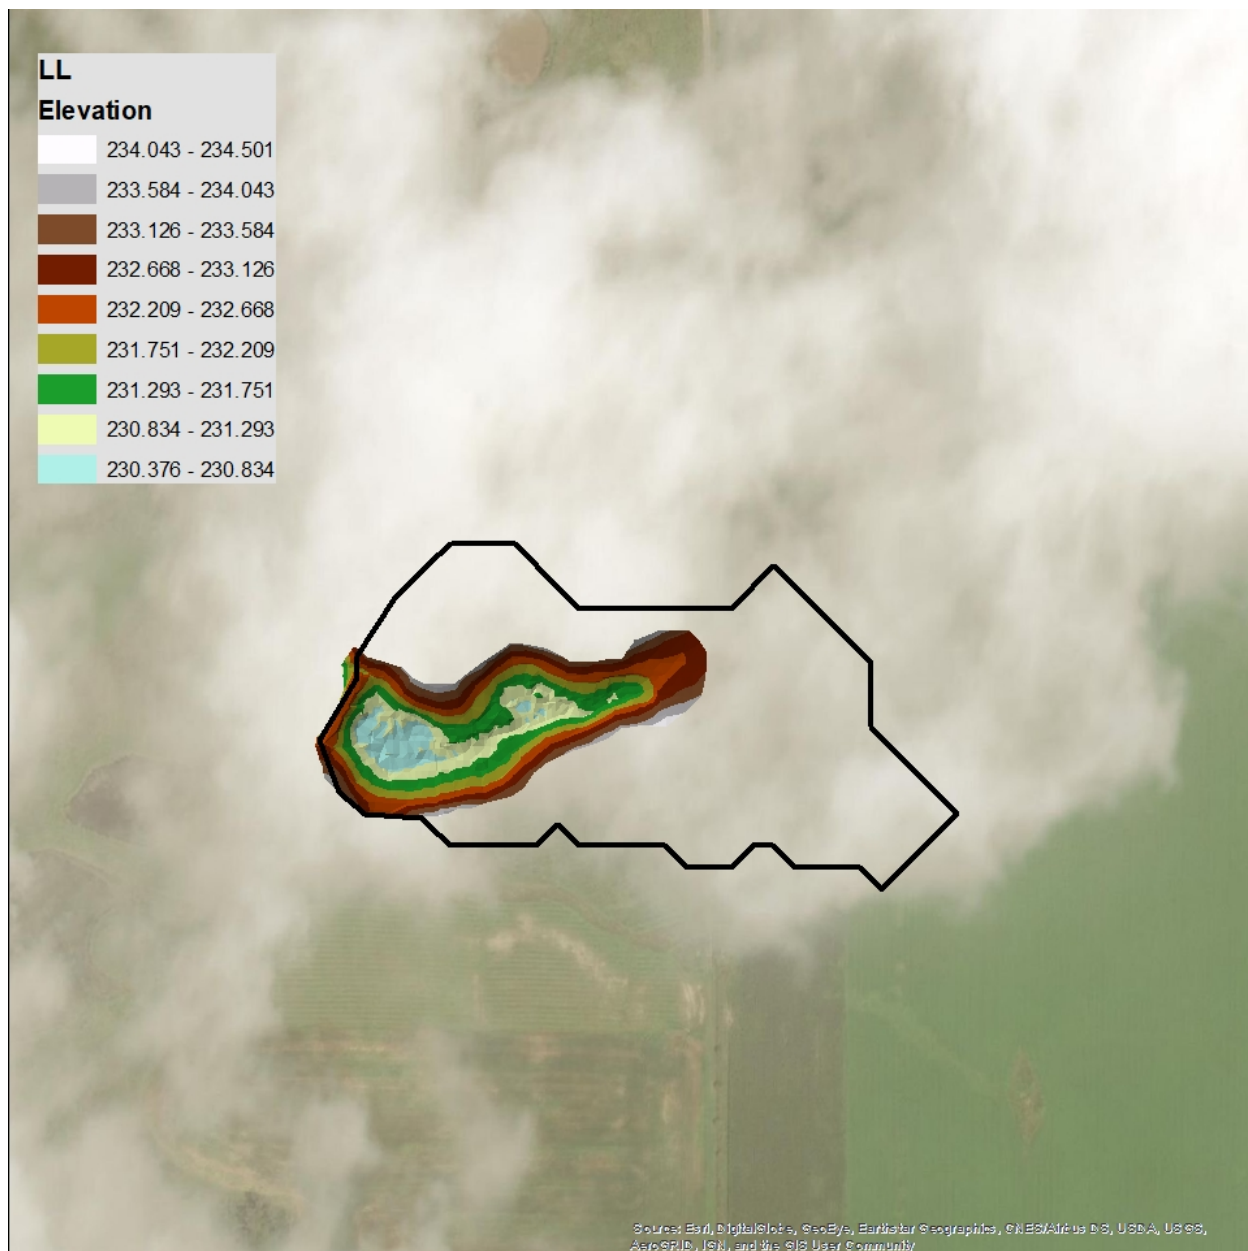 LL
Elevation
234.043 - 234.501
233.584 - 234.043
233.126 - 233.584
232.668 - 233.126
232.209 - 232.668
231.751 - 232.209
231.293 - 231.751
230.834 - 231.293
230.376 - 230.834
Source: Esri, DigitalGlobe, GeoEye, Earthstar Geographics, CNES/Airbus DS, USDA, USGS,
AeroGRID, IGN, and the GIS User Community